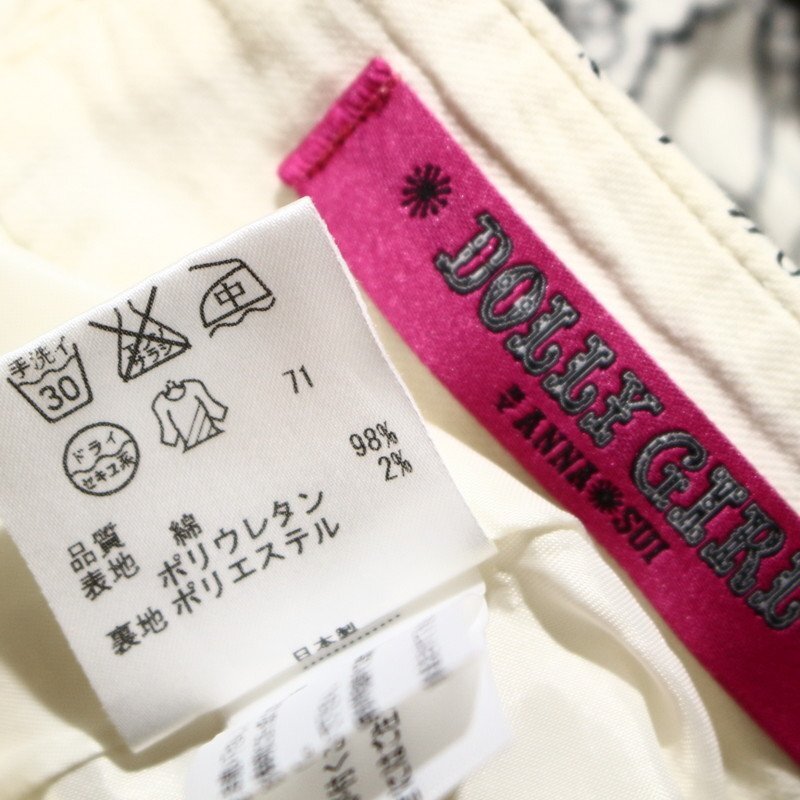 DOLLY GIRL
ANNA SUI
手洗イ
30
エンソサラシ
中
ドライ
セキユ系
71
品質
表地 綿 98%
ポリウレタン 2%
裏地 ポリエステル
日本製